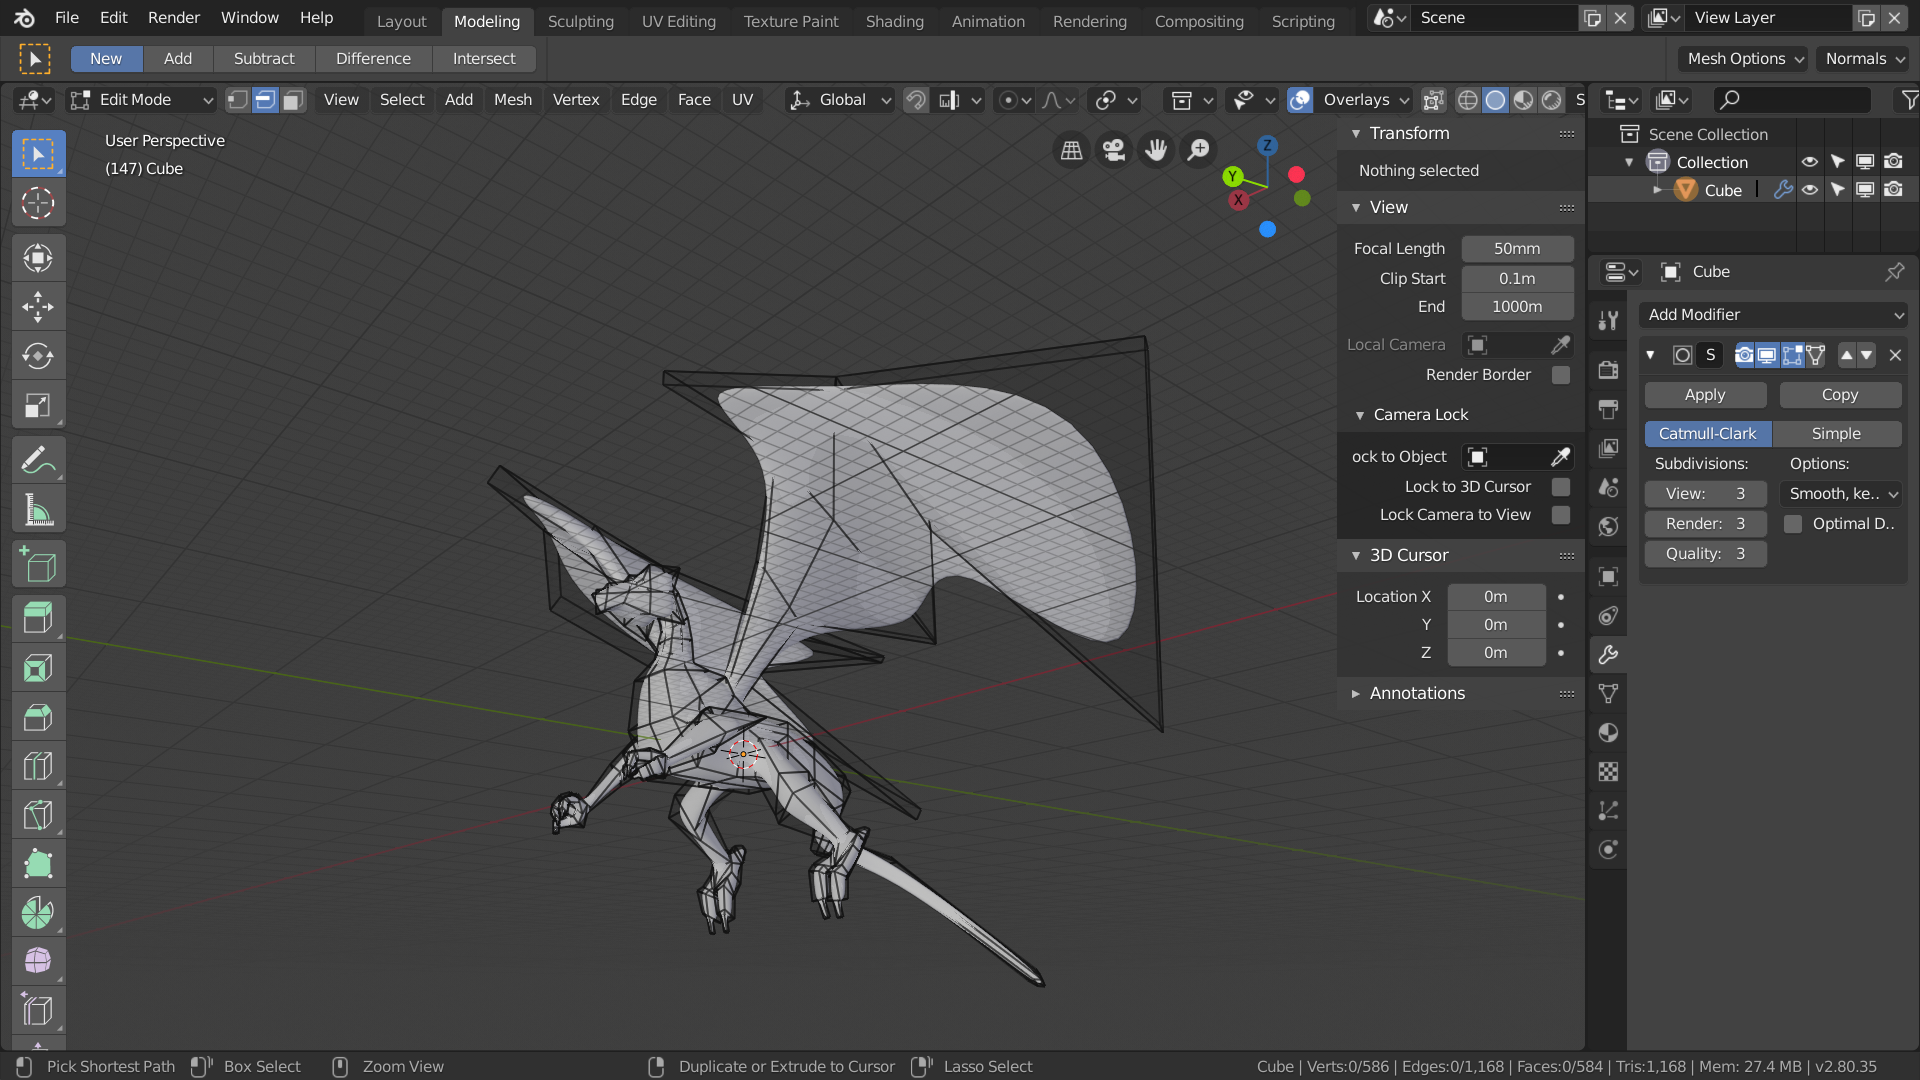 File Edit Render Window Help Layout Modeling Sculpting UV Editing Texture Paint Shading Animation Rendering Compositing Scripting Scene View Layer
New Add Subtract Difference Intersect Mesh Options Normals
Edit Mode View Select Add Mesh Vertex Edge Face UV Global Overlays S
User Perspective
(147) Cube
Z
Y
X
Transform
Nothing selected
View
Focal Length 50mm
Clip Start 0.1m
End 1000m
Local Camera
Render Border
Camera Lock
ock to Object
Lock to 3D Cursor
Lock Camera to View
3D Cursor
Location X 0m
Y 0m
Z 0m
Annotations
Scene Collection
Collection
Cube
Cube
Add Modifier
S
Apply Copy
Catmull-Clark Simple
Subdivisions: Options:
View: 3 Smooth, ke..
Render: 3 Optimal D..
Quality: 3
Pick Shortest Path Box Select Zoom View Duplicate or Extrude to Cursor Lasso Select Cube | Verts:0/586 | Edges:0/1,168 | Faces:0/584 | Tris:1,168 | Mem: 27.4 MB | v2.80.35